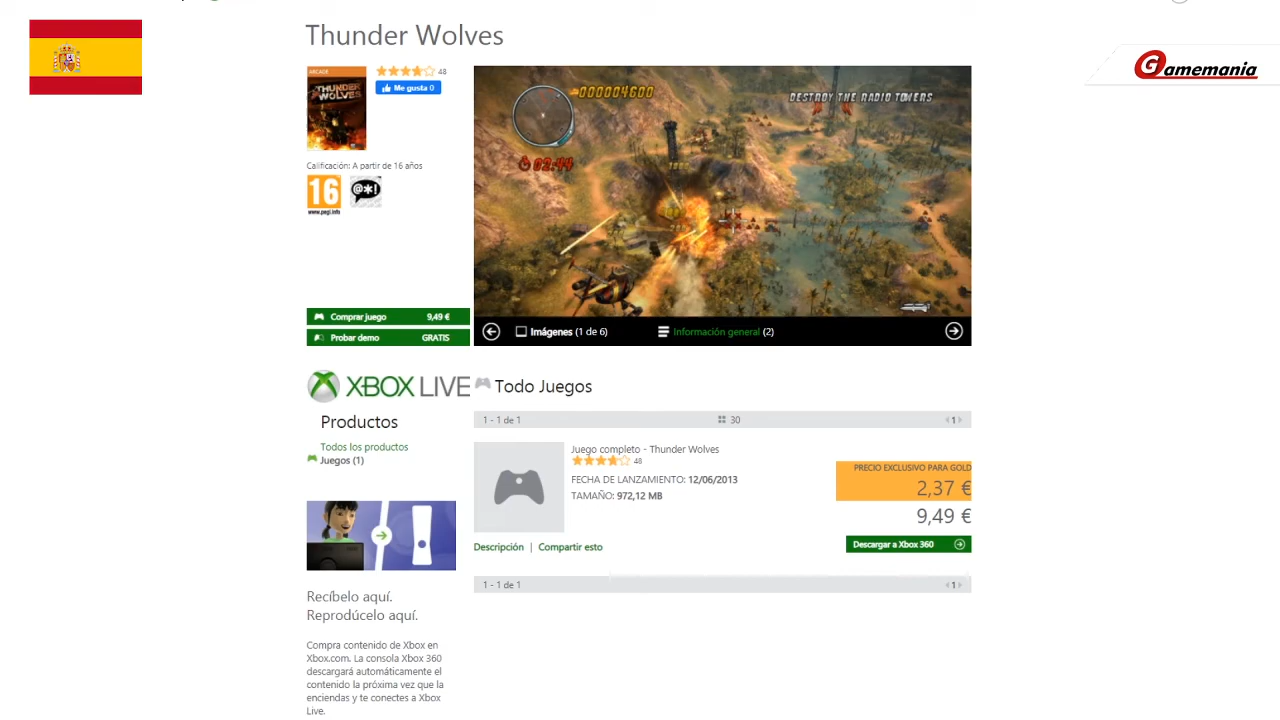 Thunder Wolves
Gamemania
ARCADE
THUNDER
WOLVES
48
Me gusta 0
Calificación: A partir de 16 años
16
www.pegi.info
@*!
000004600
DESTROY THE RADIO TOWERS
02:44
Comprar juego 9,49 €
Probar demo GRATIS
Imágenes (1 de 6)
Información general (2)
XBOX LIVE
Todo Juegos
Productos
Todos los productos
Juegos (1)
1 - 1 de 1
30
1
Juego completo - Thunder Wolves
48
FECHA DE LANZAMIENTO: 12/06/2013
TAMAÑO: 972,12 MB
PRECIO EXCLUSIVO PARA GOLD
2,37 €
9,49 €
Descargar a Xbox 360
Descripción | Compartir esto
1 - 1 de 1
1
Recíbelo aquí.
Reprodúcelo aquí.
Compra contenido de Xbox en
Xbox.com. La consola Xbox 360
descargará automáticamente el
contenido la próxima vez que la
enciendas y te conectes a Xbox
Live.